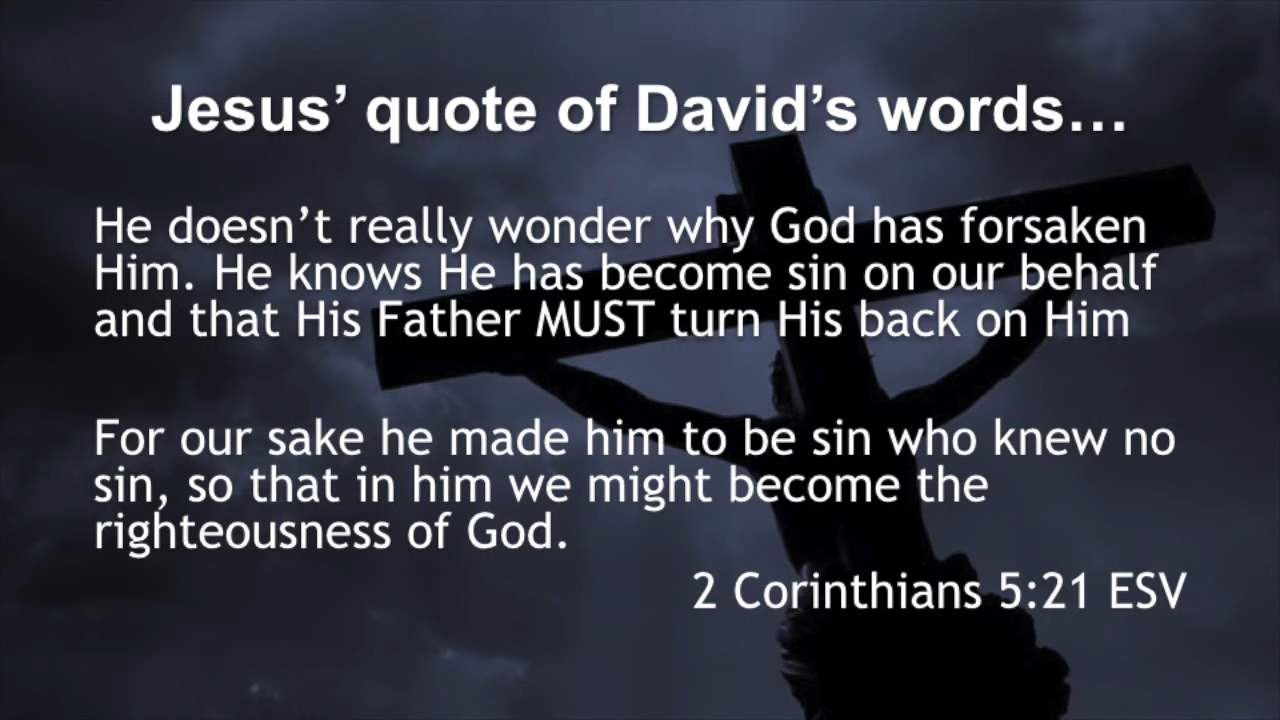 Jesus’ quote of David’s words…
He doesn’t really wonder why God has forsaken
Him. He knows He has become sin on our behalf
and that His Father MUST turn His back on Him
For our sake he made him to be sin who knew no
sin, so that in him we might become the
righteousness of God.
2 Corinthians 5:21 ESV